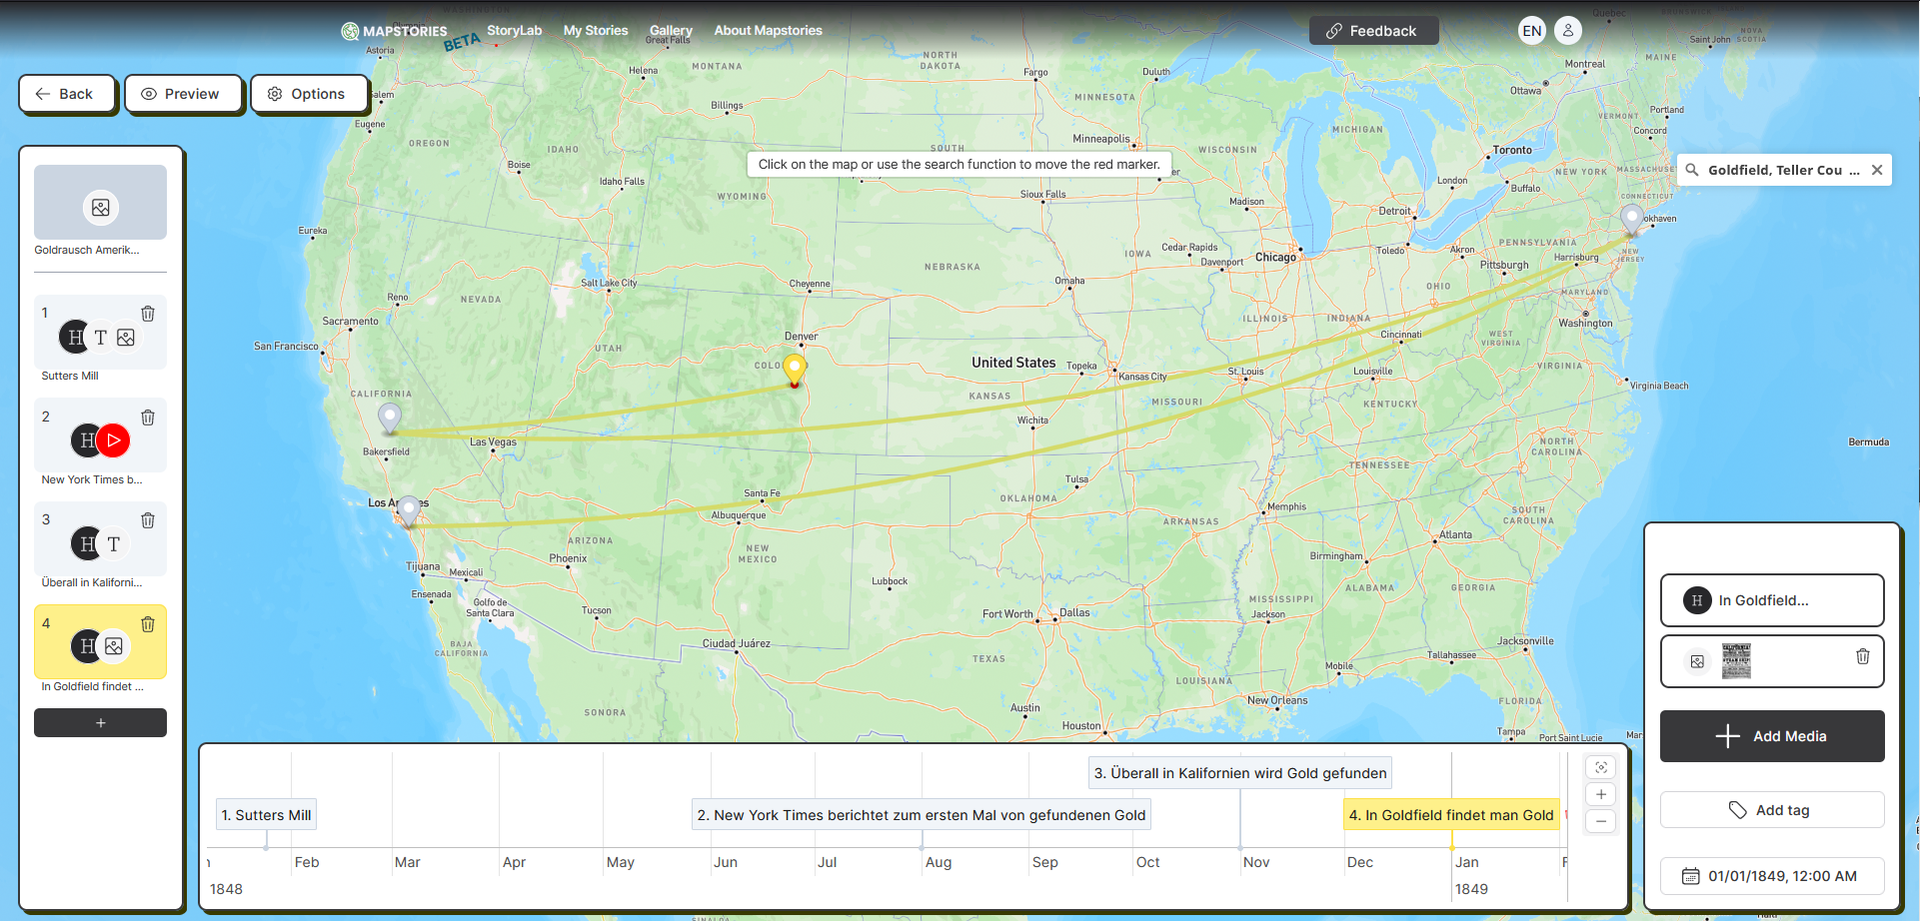 MAPSTORIES
BETA
StoryLab
My Stories
Gallery
About Mapstories
Feedback
EN
Back
Preview
Options
Click on the map or use the search function to move the red marker.
Goldfield, Teller Cou ...
Goldrausch Amerik...
1
H T
Sutters Mill
2
H
New York Times b...
3
H T
Überall in Kaliforni...
4
H
In Goldfield findet ...
+
WASHINGTON
Olympia
Astoria
Salem
Eugene
OREGON
Great Falls
Helena
MONTANA
Billings
IDAHO
Boise
Idaho Falls
WYOMING
NORTH
DAKOTA
Fargo
Duluth
MINNESOTA
Minneapolis
SOUTH
Sioux Falls
WISCONSIN
Madison
MICHIGAN
Quebec
Montreal
Ottawa
Toronto
London
Buffalo
Detroit
Toledo
Saint John
NOVA
SCOTIA
MAINE
Portland
VERMONT
Concord
NEW YORK
MASSACHUSE
CONNECTICUT
okhaven
NEW
JERSEY
PENNSYLVANIA
Harrisburg
Pittsburgh
Akron
OHIO
MARYLAND
Washington
WEST
VIRGINIA
VIRGINIA
Virginia Beach
Eureka
Reno
NEVADA
Sacramento
San Francisco
CALIFORNIA
Bakersfield
Las Vegas
Los Angeles
Salt Lake City
UTAH
Cheyenne
Denver
COLO
NEBRASKA
IOWA
Cedar Rapids
Davenport
Chicago
Omaha
United States
Topeka
Kansas City
KANSAS
Wichita
MISSOURI
St. Louis
ILLINOIS
INDIANA
Cincinnati
Louisville
KENTUCKY
TENNESSEE
NORTH
CAROLINA
SOUTH
CAROLINA
Bermuda
Santa Fe
Albuquerque
NEW
MEXICO
ARIZONA
Phoenix
Tucson
Tijuana
Mexicali
Ensenada
Golfo de
Santa Clara
BAJA
CALIFORNIA
SONORA
Ciudad Juárez
Lubbock
OKLAHOMA
Tulsa
ARKANSAS
Memphis
Fort Worth
Dallas
TEXAS
Austin
Houston
LOUISIANA
New Orleans
MISSISSIPPI
Jackson
Birmingham
ALABAMA
Mobile
Atlanta
GEORGIA
Tallahassee
Jacksonville
FLORIDA
Tampa
Port Saint Lucie
SINALOA
Haiti
1. Sutters Mill
2. New York Times berichtet zum ersten Mal von gefundenen Gold
3. Überall in Kalifornien wird Gold gefunden
4. In Goldfield findet man Gold
Feb Mar Apr May Jun Jul Aug Sep Oct Nov Dec Jan
1848
1849
H In Goldfield...
Add Media
Add tag
01/01/1849, 12:00 AM